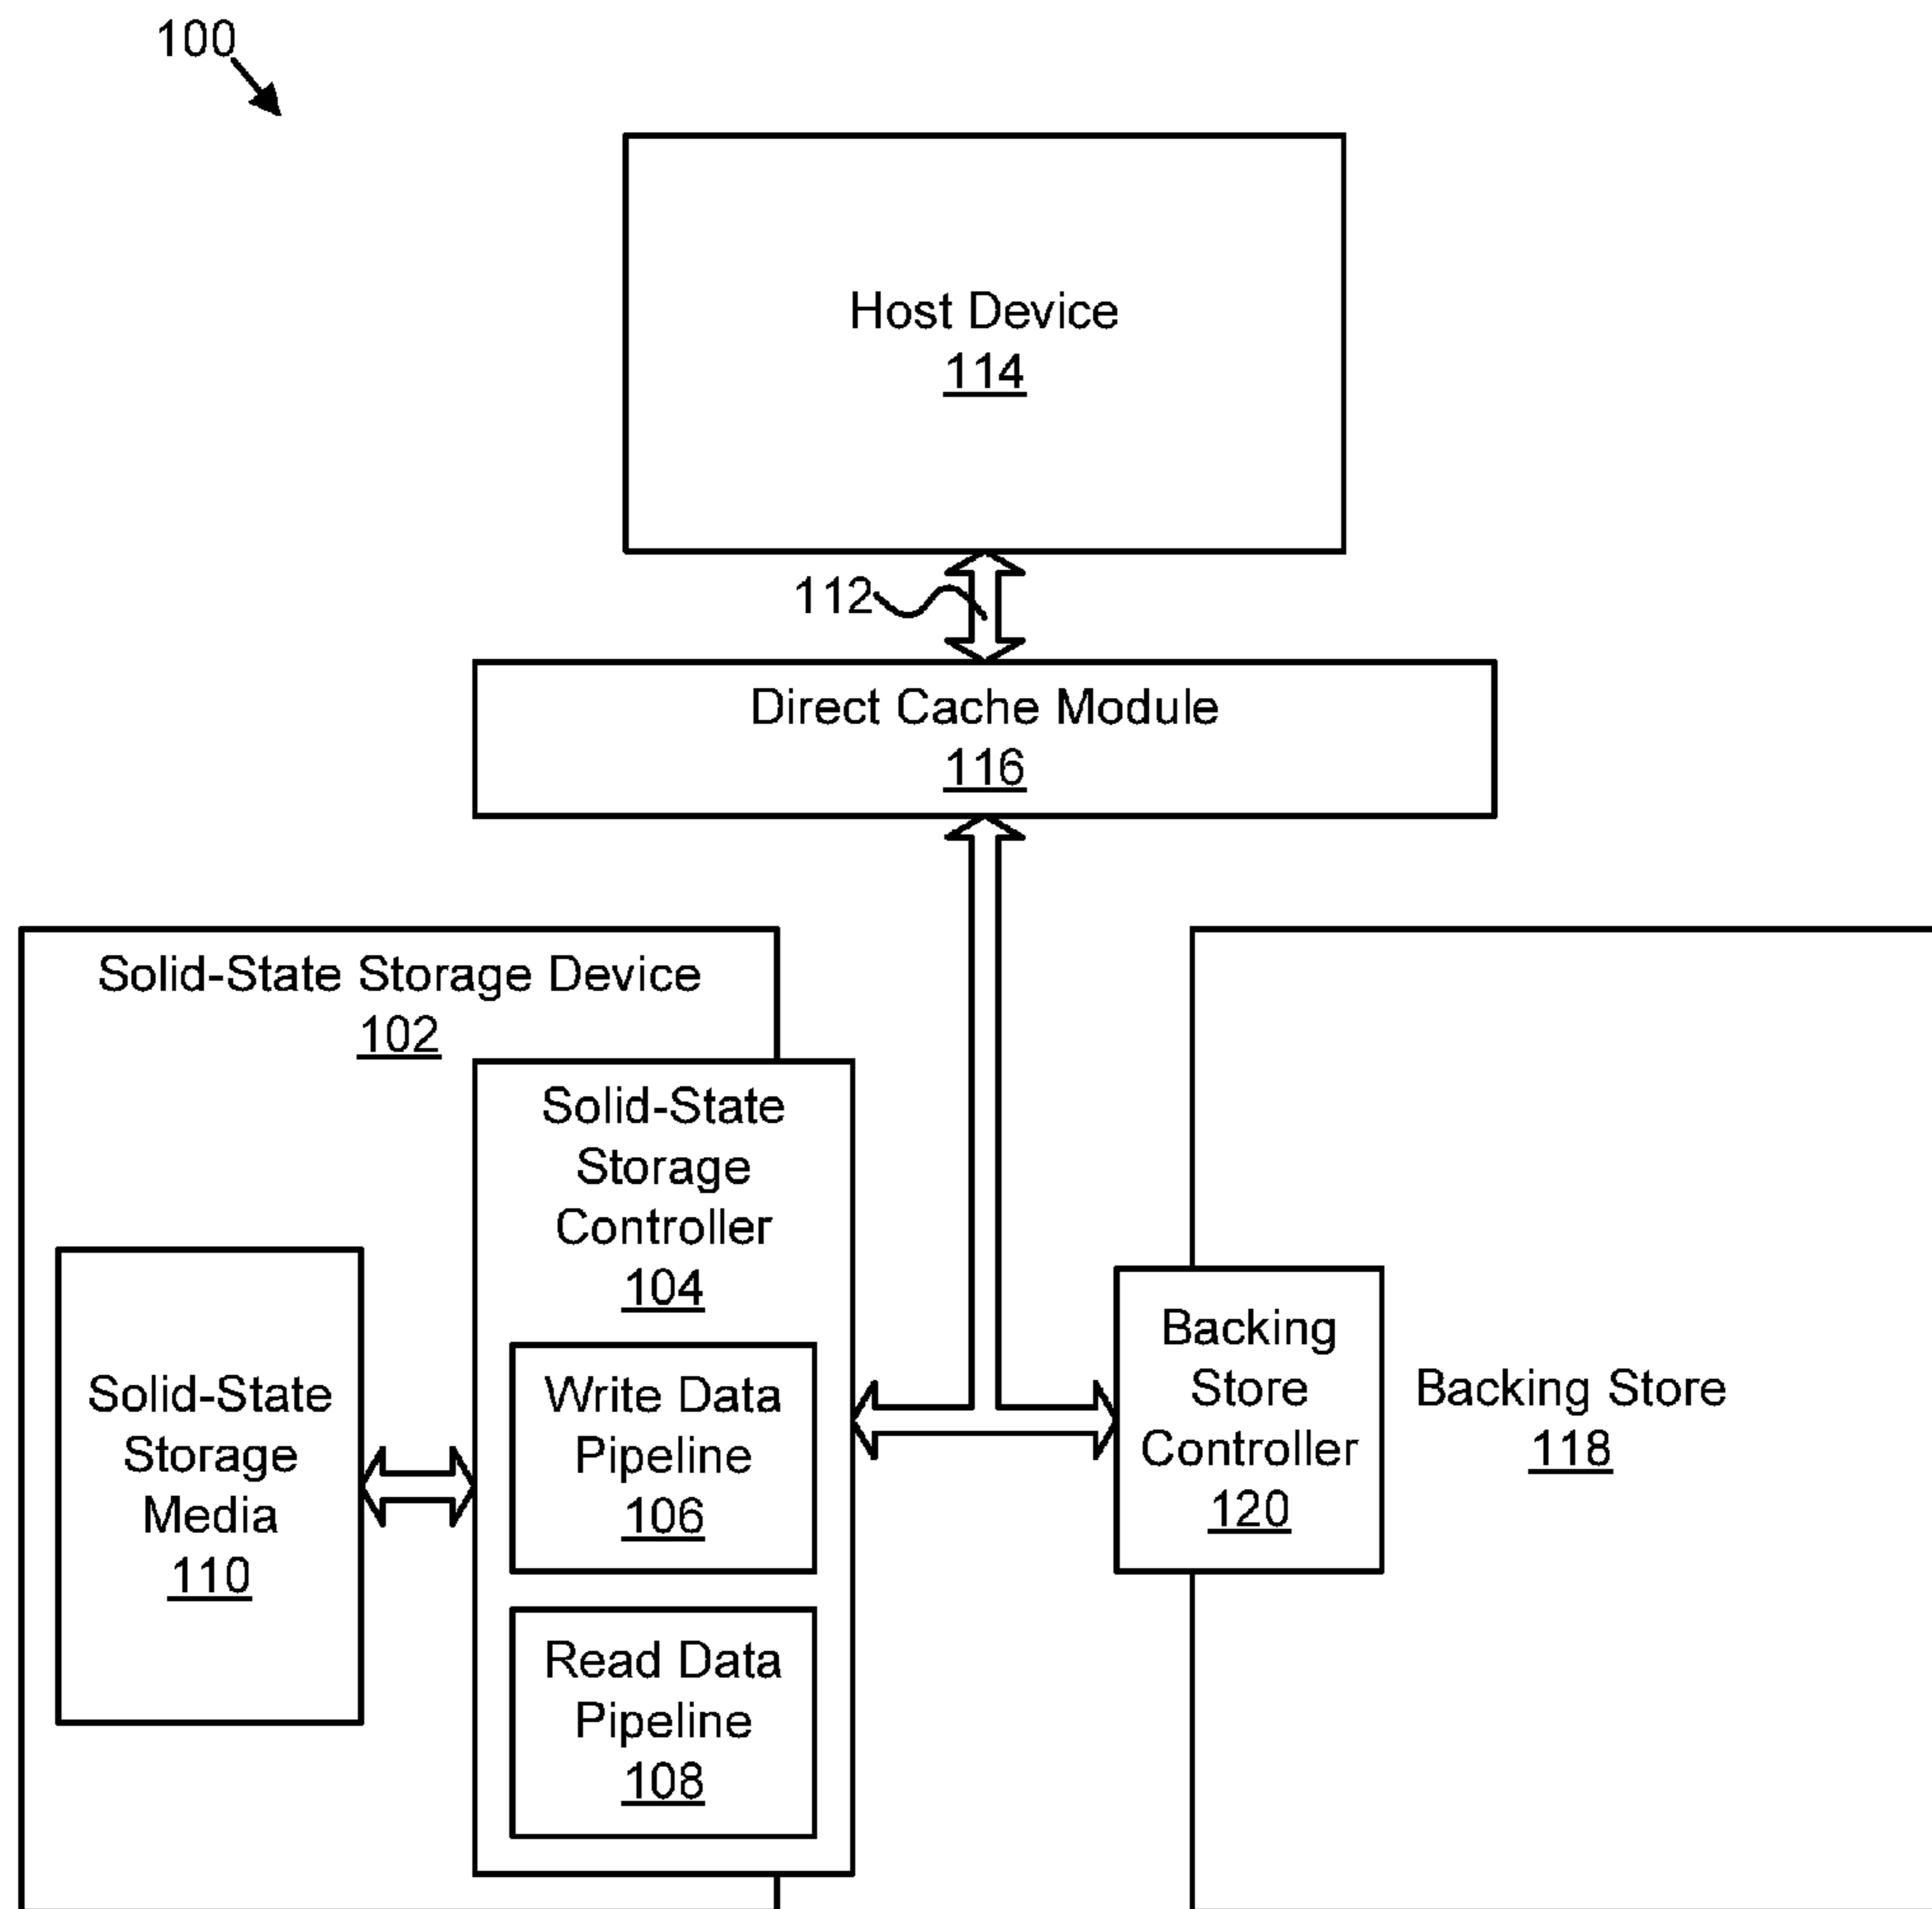 100
Host Device
114
112
Direct Cache Module
116
Solid-State Storage Device
102
Solid-State
Storage
Controller
104
Solid-State
Storage
Media
110
Write Data
Pipeline
106
Read Data
Pipeline
108
Backing
Store
Controller
120
Backing Store
118